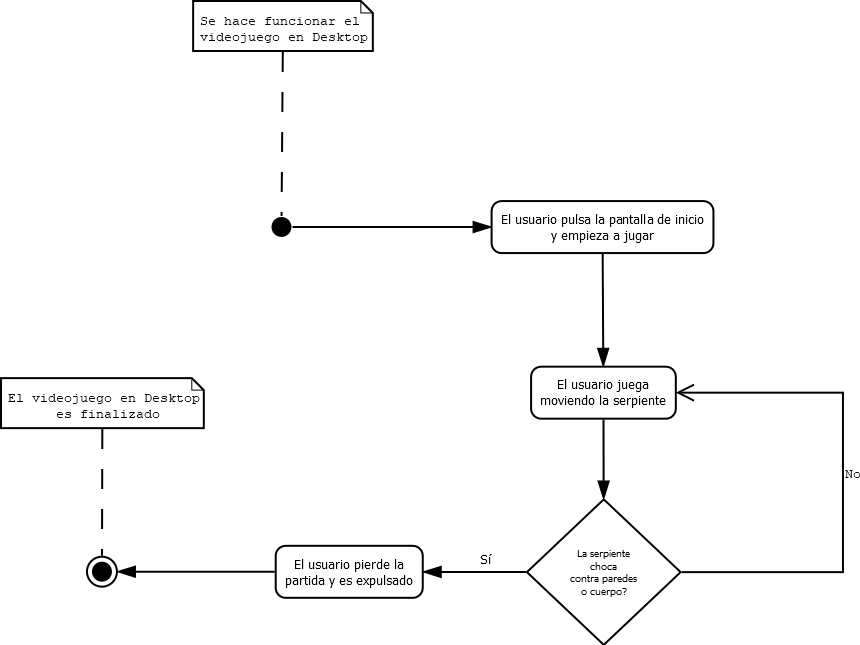 Se hace funcionar el
videojuego en Desktop
El usuario pulsa la pantalla de inicio
y empieza a jugar
El usuario juega
moviendo la serpiente
El videojuego en Desktop
es finalizado
No
La serpiente
choca
contra paredes
o cuerpo?
Sí
El usuario pierde la
partida y es expulsado